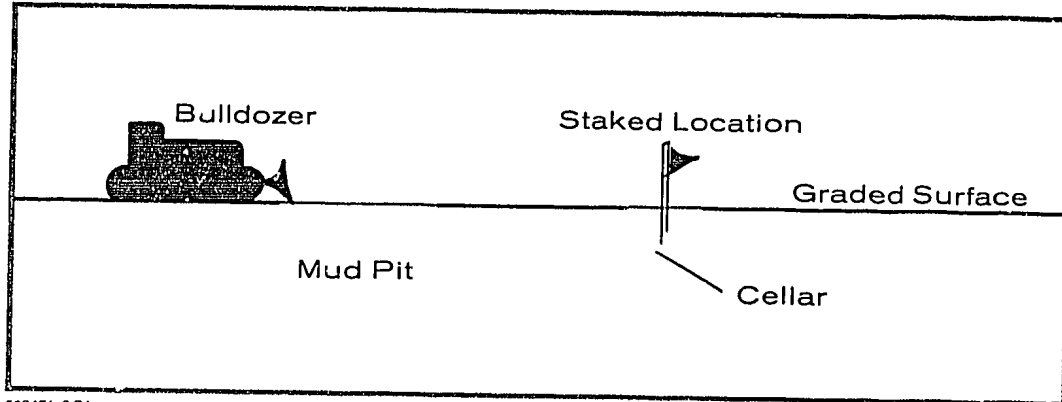 Bulldozer
Staked Location
Graded Surface
Mud Pit
Cellar